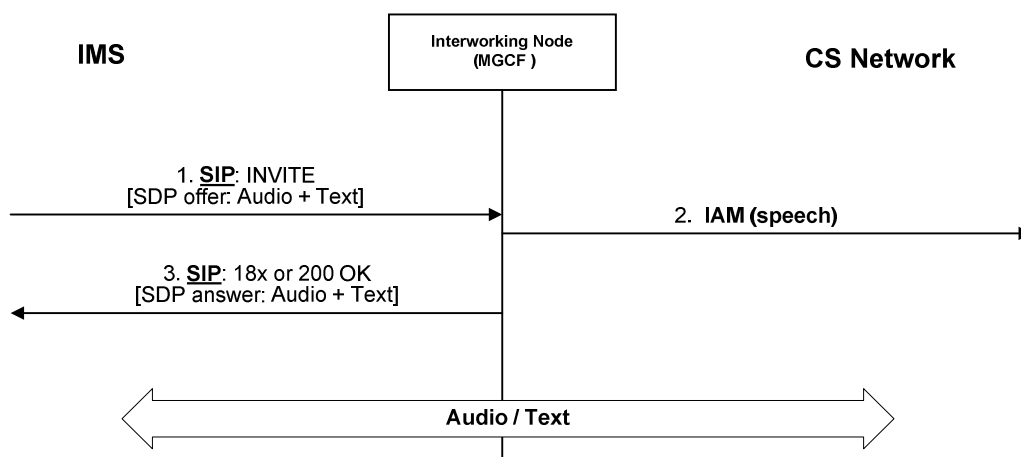 IMS
Interworking Node
(MGCF )
CS Network
1. SIP: INVITE
[SDP offer: Audio + Text]
2. IAM (speech)
3. SIP: 18x or 200 OK
[SDP answer: Audio + Text]
Audio / Text